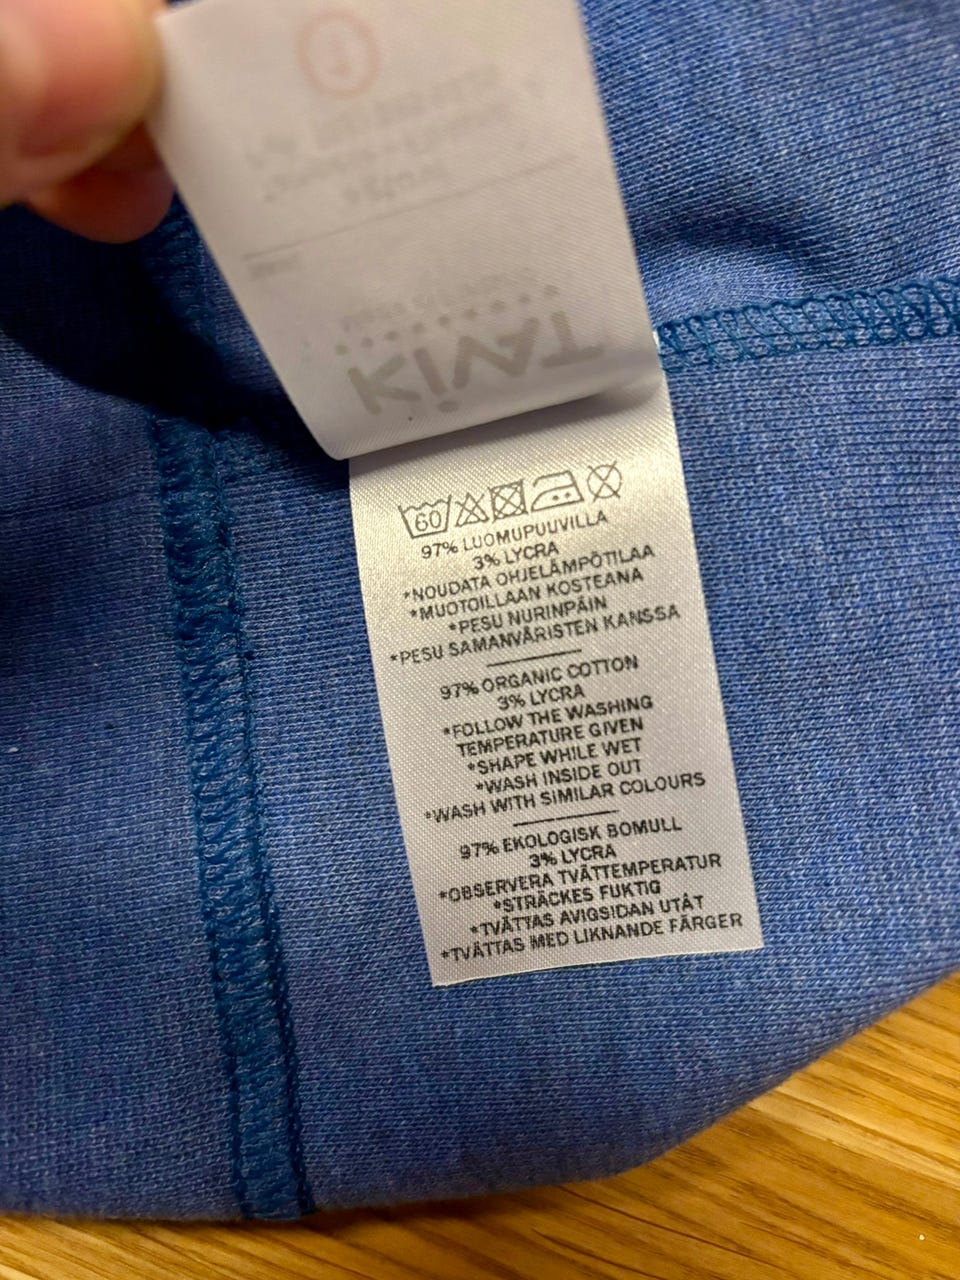 60
97% LUOMUPUUVILLA
3% LYCRA
*NOUDATA OHJELÄMPÖTILAA
*MUOTOILLAAN KOSTEANA
*PESU NURINPÄIN
*PESU SAMANVÄRISTEN KANSSA
97% ORGANIC COTTON
3% LYCRA
*FOLLOW THE WASHING
TEMPERATURE GIVEN
*SHAPE WHILE WET
*WASH INSIDE OUT
*WASH WITH SIMILAR COLOURS
97% EKOLOGISK BOMULL
3% LYCRA
*OBSERVERA TVÄTTEMPERATUR
*STRÄCKES FUKTIG
*TVÄTTAS AVIGSIDAN UTÅT
*TVÄTTAS MED LIKNANDE FÄRGER